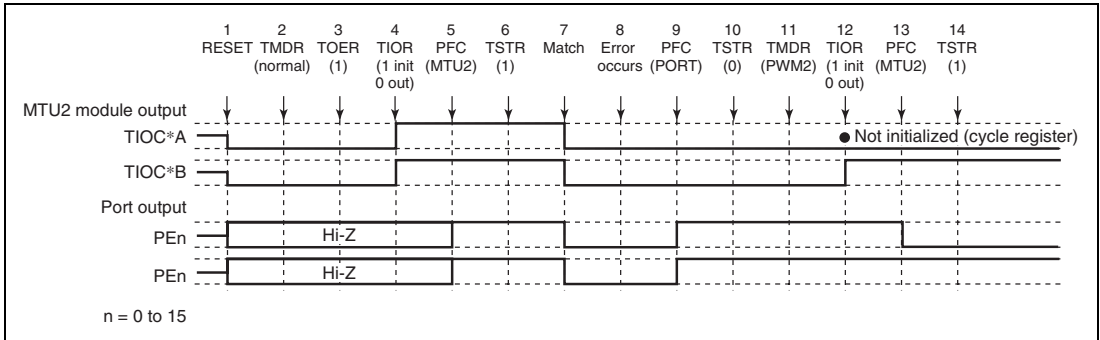 1 2 3 4 5 6 7 8 9 10 11 12 13 14
RESET TMDR TOER TIOR PFC TSTR Match Error PFC TSTR TMDR TIOR PFC TSTR
(normal) (1) (1 init (MTU2) (1) occurs (PORT) (0) (PWM2) (1 init (MTU2) (1)
0 out) 0 out)
MTU2 module output
TIOC*A ● Not initialized (cycle register)
TIOC*B
Port output
PEn Hi-Z
PEn Hi-Z
n = 0 to 15